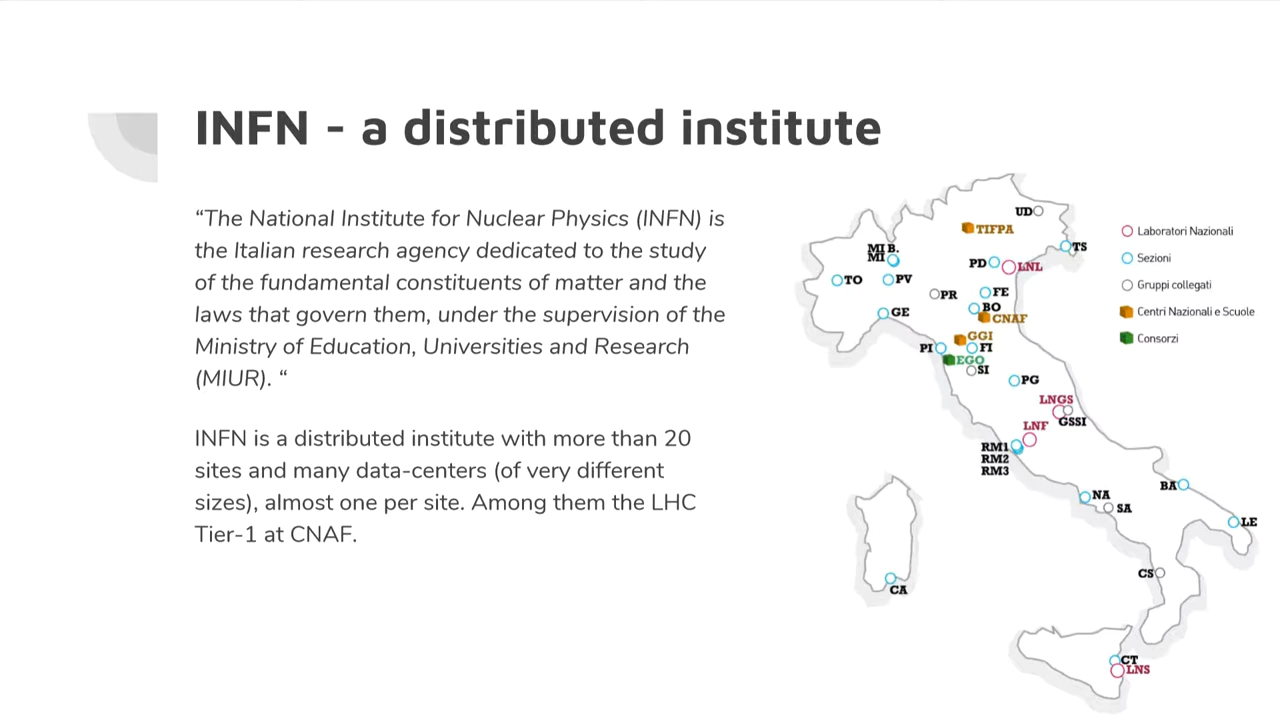 INFN - a distributed institute
“The National Institute for Nuclear Physics (INFN) is
the Italian research agency dedicated to the study
of the fundamental constituents of matter and the
laws that govern them, under the supervision of the
Ministry of Education, Universities and Research
(MIUR). “
INFN is a distributed institute with more than 20
sites and many data-centers (of very different
sizes), almost one per site. Among them the LHC
Tier-1 at CNAF.
UD
TIFPA
TS
MI B.
MI
PD
LNL
TO
PV
PR
FE
BO
CNAF
GE
GGI
PI
FI
EGO
SI
PG
LNGS
GSSI
LNF
RM1
RM2
RM3
BA
NA
SA
LE
CS
CA
CT
LNS
Laboratori Nazionali
Sezioni
Gruppi collegati
Centri Nazionali e Scuole
Consorzi